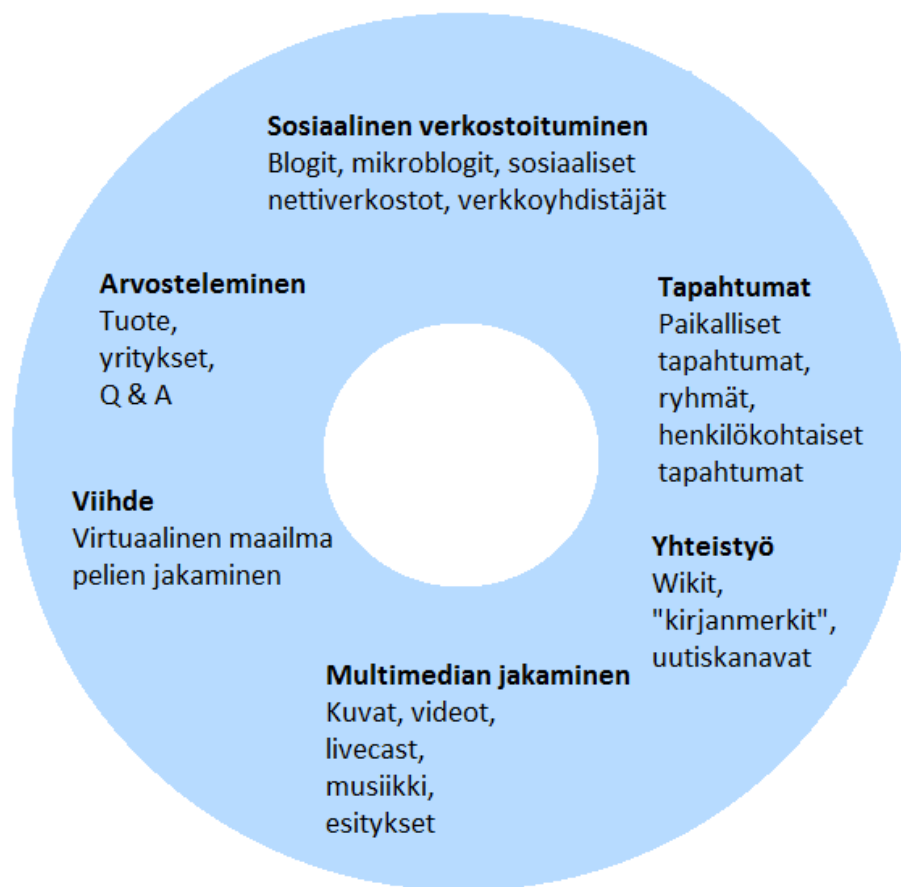 Sosiaalinen verkostoituminen
Blogit, mikroblogit, sosiaaliset
nettiverkostot, verkkoyhdistäjät
Arvosteleminen
Tuote,
yritykset,
Q & A
Tapahtumat
Paikalliset
tapahtumat,
ryhmät,
henkilökohtaiset
tapahtumat
Viihde
Virtuaalinen maailma
pelien jakaminen
Yhteistyö
Wikit,
"kirjanmerkit",
uutiskanavat
Multimedian jakaminen
Kuvat, videot,
livecast,
musiikki,
esitykset